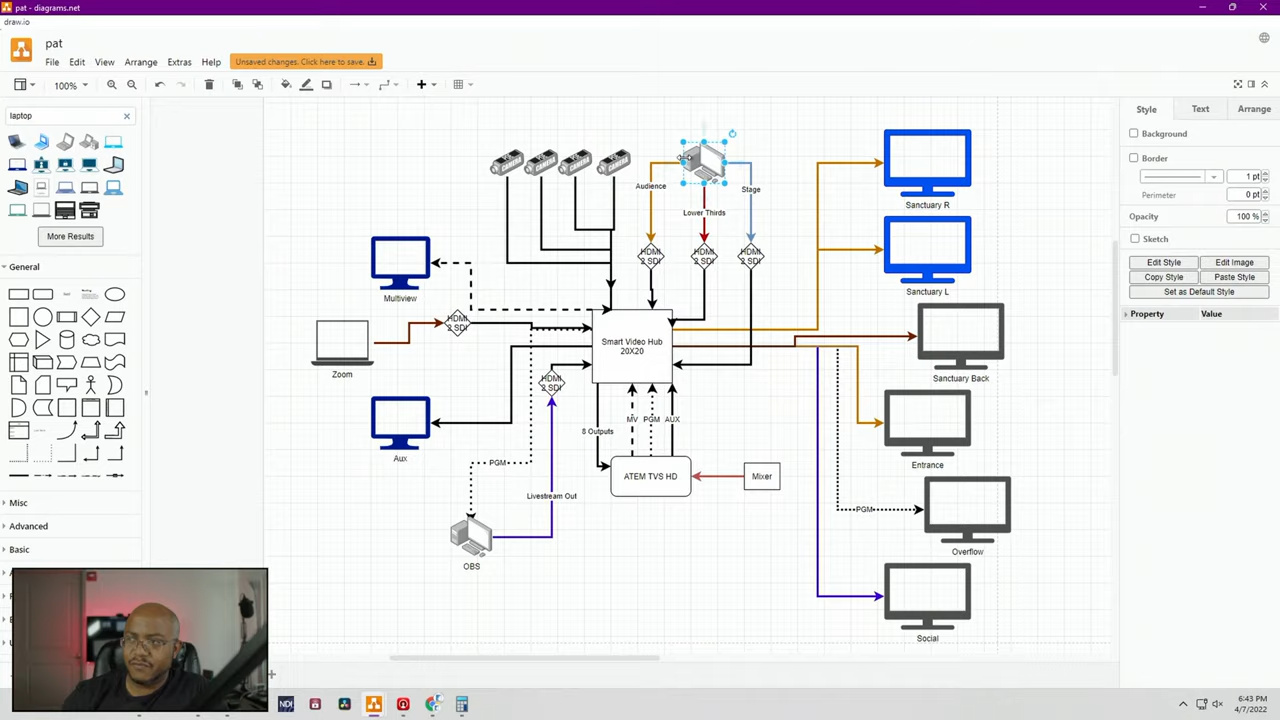 pat - diagrams.net
draw.io
pat
File Edit View Arrange Extras Help Unsaved changes. Click here to save.
100%
laptop
More Results
General
Misc
Advanced
Basic
CAMERA CAMERA CAMERA CAMERA
Audience
Stage
Lower Thirds
HDMI
2 SDI
HDMI
2 SDI
HDMI
2 SDI
Multiview
HDMI
2 SDI
Zoom
Smart Video Hub
20X20
HDMI
2 SDI
Aux
8 Outputs
MV PGM AUX
PGM
ATEM TVS HD
Mixer
Livestream Out
OBS
Sanctuary R
Sanctuary L
Sanctuary Back
Entrance
PGM
Overflow
Social
Style Text Arrange
Background
Border
1 pt
Perimeter 0 pt
Opacity 100 %
Sketch
Edit Style Edit Image
Copy Style Paste Style
Set as Default Style
Property Value
NDI
6:43 PM
4/7/2022